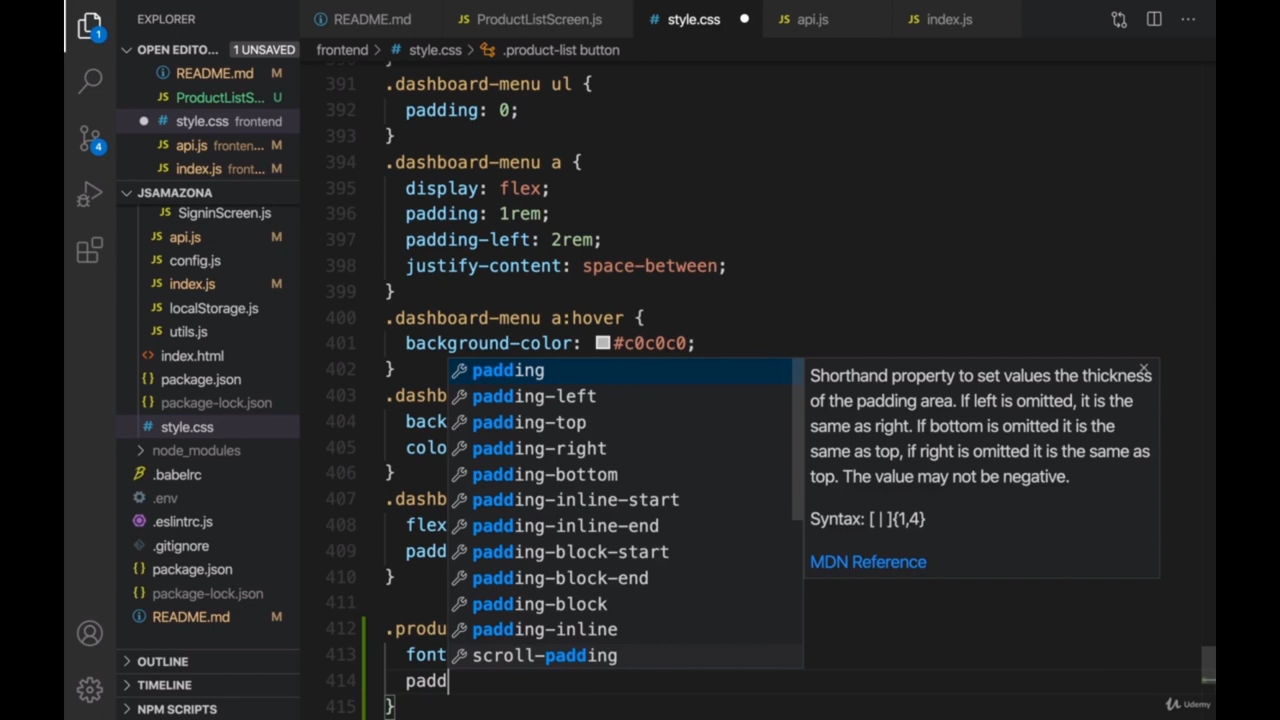 EXPLORER
README.md
ProductListScreen.js
style.css
api.js
index.js
OPEN EDITO... 1 UNSAVED
frontend > style.css > .product-list button
README.md M
ProductListS... U
style.css frontend
api.js fronten... M
index.js front... M
JSAMAZONA
SigninScreen.js
api.js M
config.js
index.js M
localStorage.js
utils.js
index.html
package.json
package-lock.json
style.css
node_modules
.babelrc
.env
.eslintrc.js
.gitignore
package.json
package-lock.json
README.md M
OUTLINE
TIMELINE
NPM SCRIPTS
1
4
391 .dashboard-menu ul {
392 padding: 0;
393 }
394 .dashboard-menu a {
395 display: flex;
396 padding: 1rem;
397 padding-left: 2rem;
398 justify-content: space-between;
399 }
400 .dashboard-menu a:hover {
401 background-color: #c0c0c0;
402 }
403 .dashb
404 back
405 colo
406 }
407 .dashb
408 flex
409 padd
410 }
411
412 .produ
413 font
414 padd
415 }
padding
padding-left
padding-top
padding-right
padding-bottom
padding-inline-start
padding-inline-end
padding-block-start
padding-block-end
padding-block
padding-inline
scroll-padding
Shorthand property to set values the thickness
of the padding area. If left is omitted, it is the
same as right. If bottom is omitted it is the
same as top, if right is omitted it is the same as
top. The value may not be negative.
Syntax: [ | ]{1,4}
MDN Reference
Udemy